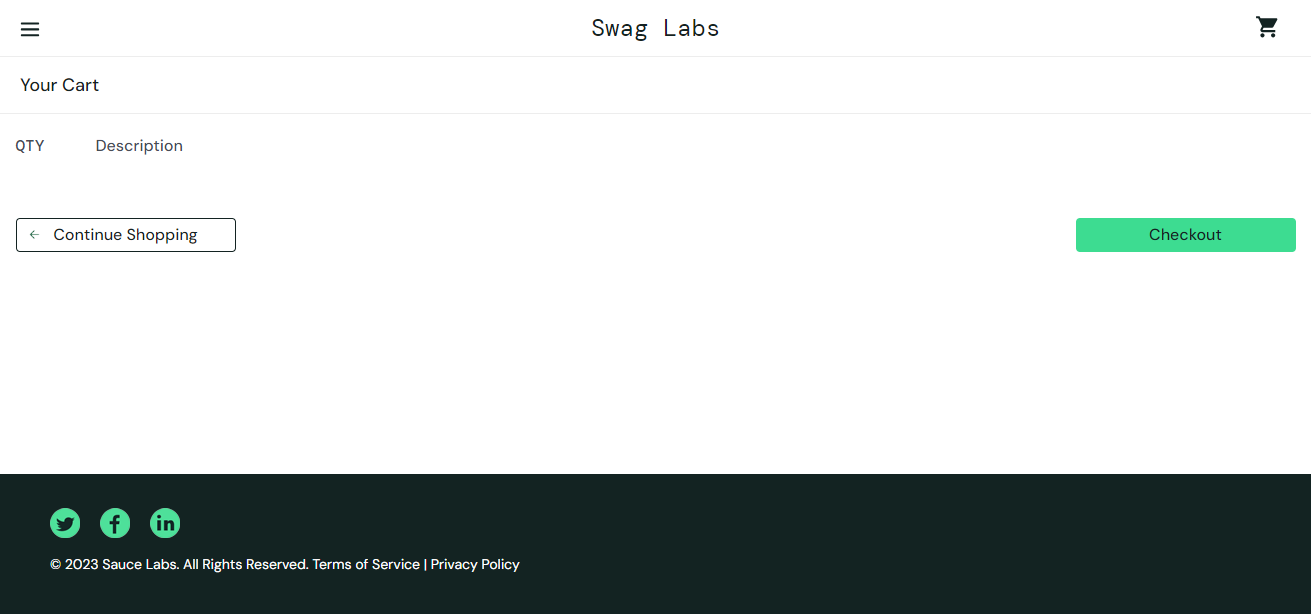 Swag Labs
Your Cart
QTY Description
Continue Shopping Checkout
© 2023 Sauce Labs. All Rights Reserved. Terms of Service | Privacy Policy